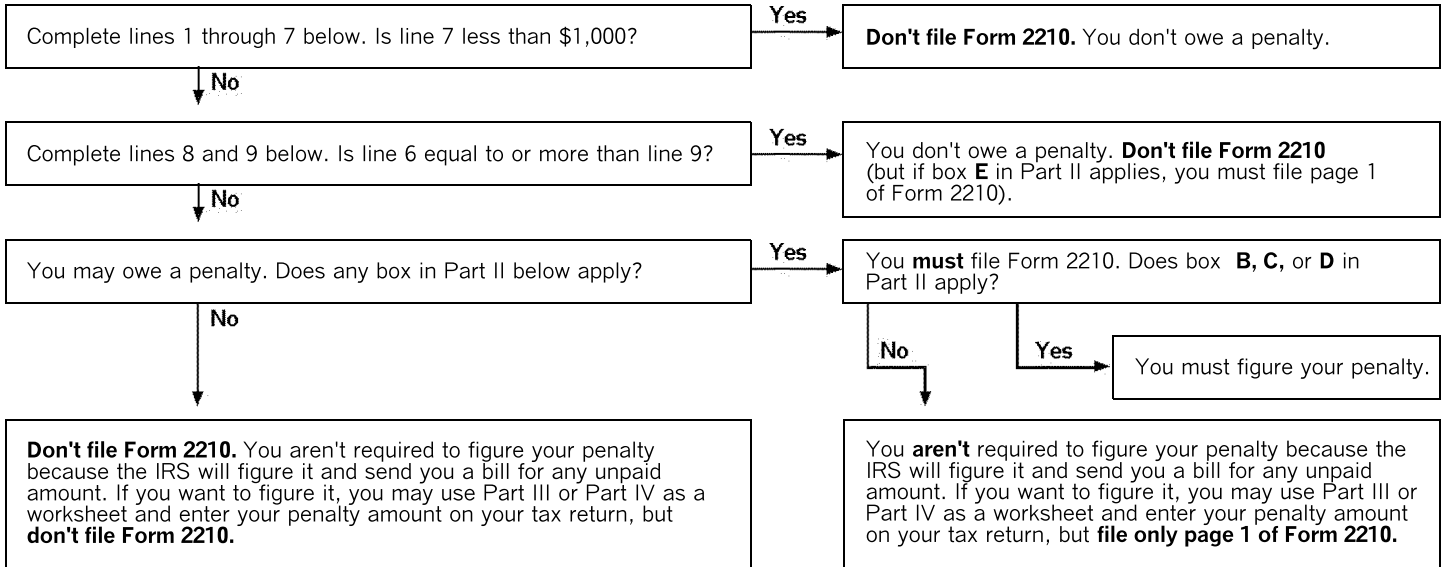 Complete lines 1 through 7 below. Is line 7 less than $1,000?
Yes
Don't file Form 2210. You don't owe a penalty.
No
Complete lines 8 and 9 below. Is line 6 equal to or more than line 9?
Yes
You don't owe a penalty. Don't file Form 2210
(but if box E in Part II applies, you must file page 1
of Form 2210).
No
You may owe a penalty. Does any box in Part II below apply?
Yes
You must file Form 2210. Does box B, C, or D in
Part II apply?
No
No
Yes
You must figure your penalty.
Don't file Form 2210. You aren't required to figure your penalty
because the IRS will figure it and send you a bill for any unpaid
amount. If you want to figure it, you may use Part III or Part IV as a
worksheet and enter your penalty amount on your tax return, but
don't file Form 2210.
You aren't required to figure your penalty because the
IRS will figure it and send you a bill for any unpaid
amount. If you want to figure it, you may use Part III or
Part IV as a worksheet and enter your penalty amount
on your tax return, but file only page 1 of Form 2210.